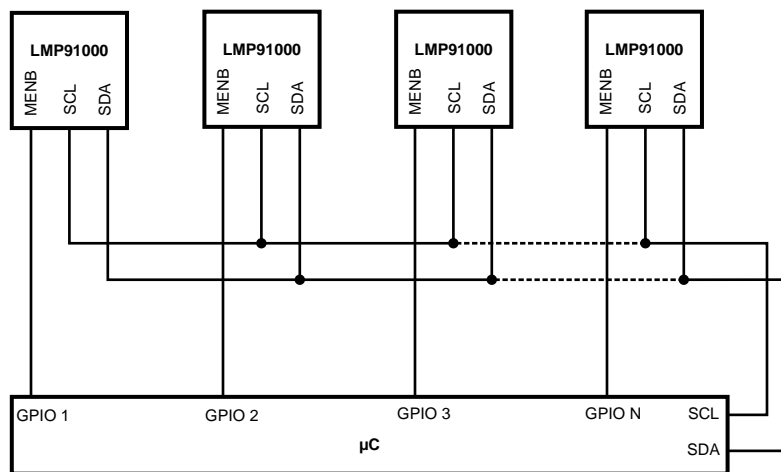 LMP91000 LMP91000 LMP91000 LMP91000
MENB SCL SDA MENB SCL SDA MENB SCL SDA MENB SCL SDA
GPIO 1 GPIO 2 GPIO 3 GPIO N SCL
µC
SDA